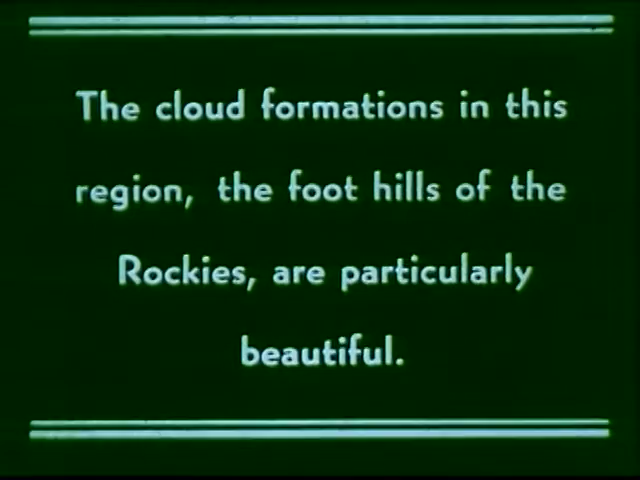 The cloud formations in this
region, the foot hills of the
Rockies, are particularly
beautiful.